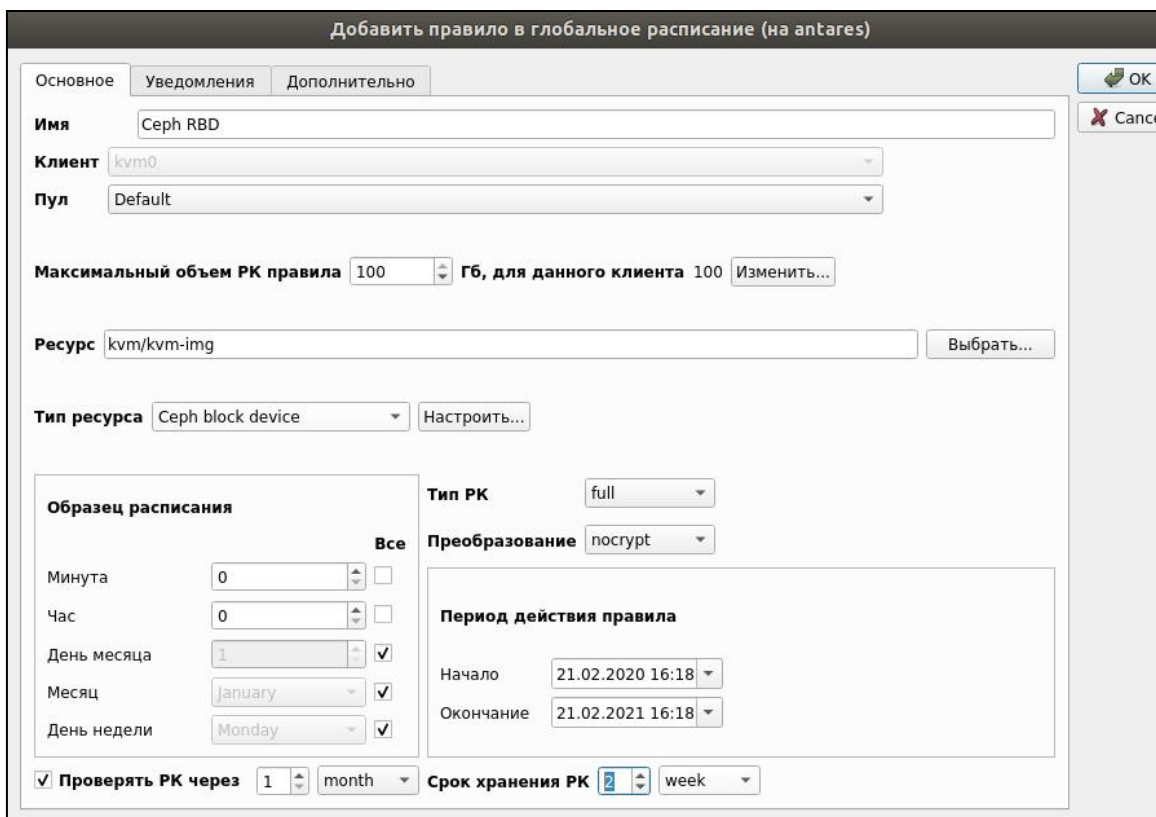 Добавить правило в глобальное расписание (на antares)
Основное Уведомления Дополнительно
OK
Имя Ceph RBD
Cance
Клиент kvm0
Пул Default
Максимальный объем РК правила 100 Гб, для данного клиента 100 Изменить...
Ресурс kvm/kvm-img Выбрать...
Тип ресурса Ceph block device Настроить...
Образец расписания
Все
Минута 0
Час 0
День месяца 1
Месяц January
День недели Monday
Тип РК full
Преобразование nocrypt
Период действия правила
Начало 21.02.2020 16:18
Окончание 21.02.2021 16:18
Проверять РК через 1 month Срок хранения РК 2 week